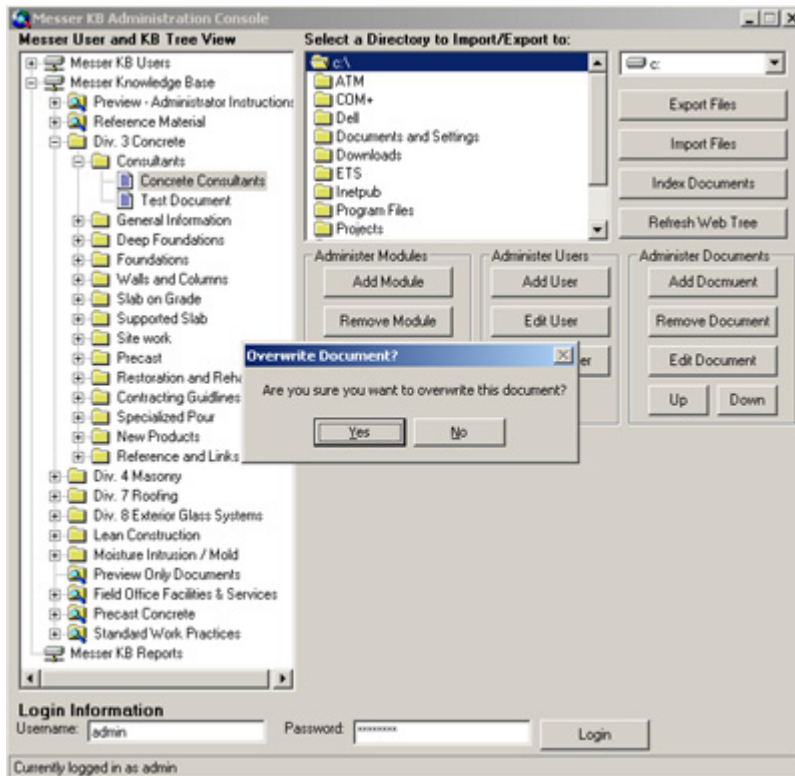 Messer KB Administration Console
Messer User and KB Tree View
Messer KB Users
Messer Knowledge Base
Preview - Administrator Instructions
Reference Material
Div. 3 Concrete
Consultants
Concrete Consultants
Test Document
General Information
Deep Foundations
Foundations
Walls and Columns
Slab on Grade
Supported Slab
Site work
Precast
Restoration and Reha
Contracting Guidlines
Specialized Pour
New Products
Reference and Links
Div. 4 Masonry
Div. 7 Roofing
Div. 8 Exterior Glass Systems
Lean Construction
Moisture Intrusion / Mold
Preview Only Documents
Field Office Facilities & Services
Precast Concrete
Standard Work Practices
Messer KB Reports
Select a Directory to Import/Export to:
c:\
ATM
COM+
Dell
Documents and Settings
Downloads
ETS
Inetpub
Program Files
Projects
c:
Export Files
Import Files
Index Documents
Refresh Web Tree
Administer Modules
Add Module
Remove Module
Administer Users
Add User
Edit User
er
Administer Documents
Add Docmuent
Remove Document
Edit Document
Up Down
Overwrite Document?
Are you sure you want to overwrite this document?
Yes No
Login Information
Username: admin Password: ******** Login
Currently logged in as admin